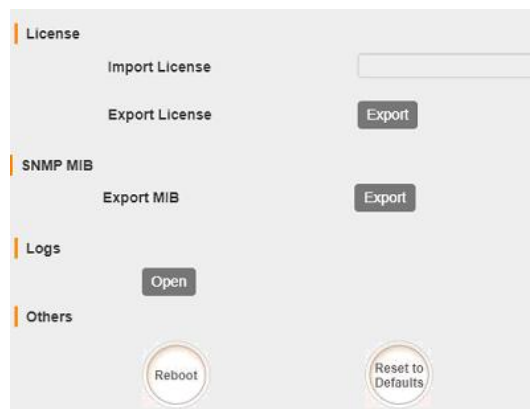 License
Import License
Export License Export
SNMP MIB
Export MIB Export
Logs
Open
Others
Reboot Reset to
Defaults